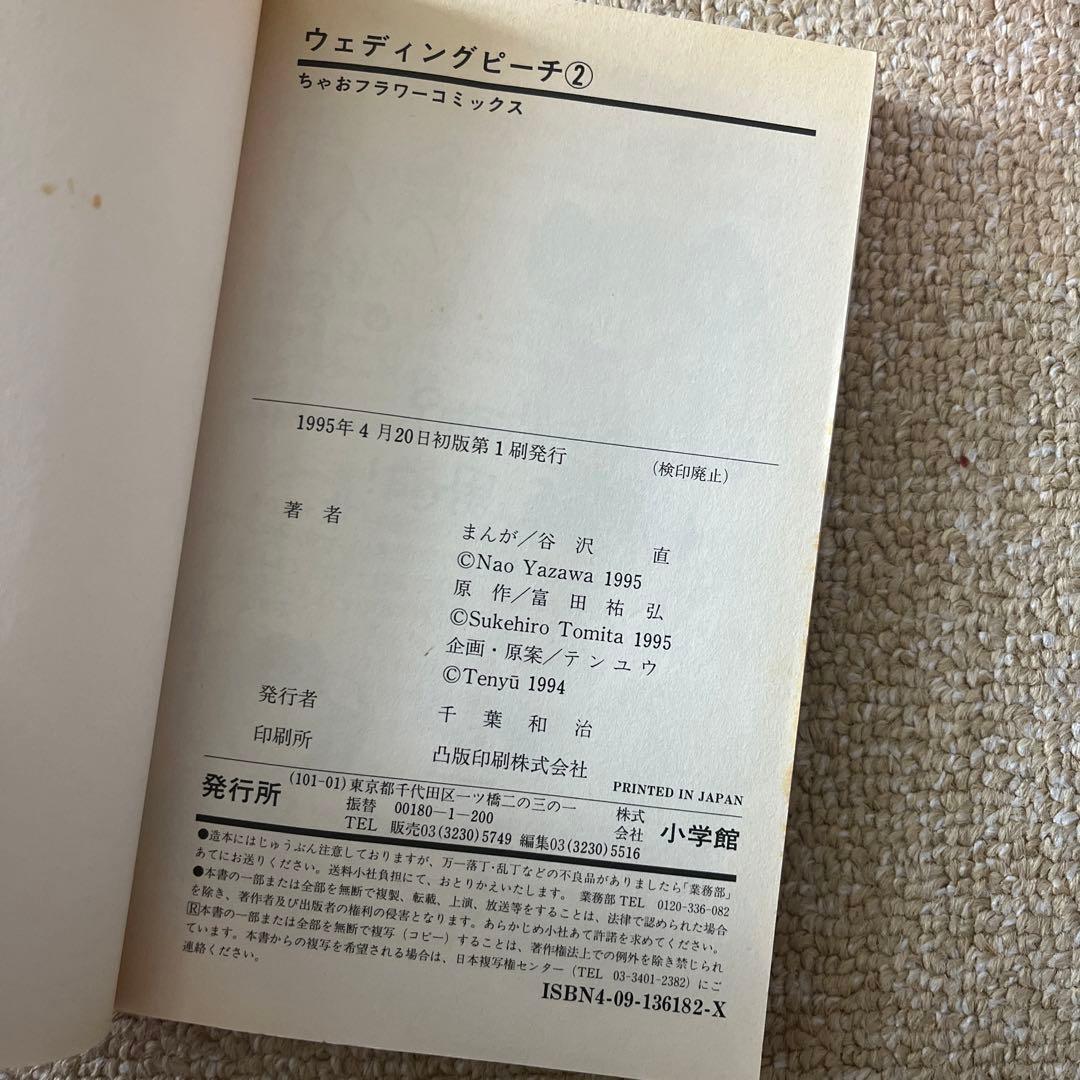 ウェディングピーチ②
ちゃおフラワーコミックス
1995年4月20日初版第1刷発行 (検印廃止)
著者 まんが/谷沢 直
©Nao Yazawa 1995
原作/富田祐弘
©Sukehiro Tomita 1995
企画・原案/テンユウ
©Tenyū 1994
発行者 千葉和治
印刷所 凸版印刷株式会社
PRINTED IN JAPAN
発行所 (101-01)東京都千代田区一ツ橋二の三の一 株式会社 小学館
振替 00180-1-200
TEL 販売03(3230)5749 編集03(3230)5516
●造本にはじゅうぶん注意しておりますが、万一落丁・乱丁などの不良品がありましたら「業務部」
あてにお送りください。送料小社負担にて、おとりかえいたします。 業務部TEL 0120-336-082
●本書の一部または全部を無断で複製、転載、上演、放送等をすることは、法律で認められた場合
を除き、著作者及び出版者の権利の侵害となります。あらかじめ小社あて許諾を求めてください。
Ⓡ本書の一部または全部を無断で複写(コピー)することは、著作権法上での例外を除き禁じられ
ています。本書からの複写を希望される場合は、日本複写権センター(TEL 03-3401-2382)にご
連絡ください。
ISBN4-09-136182-X